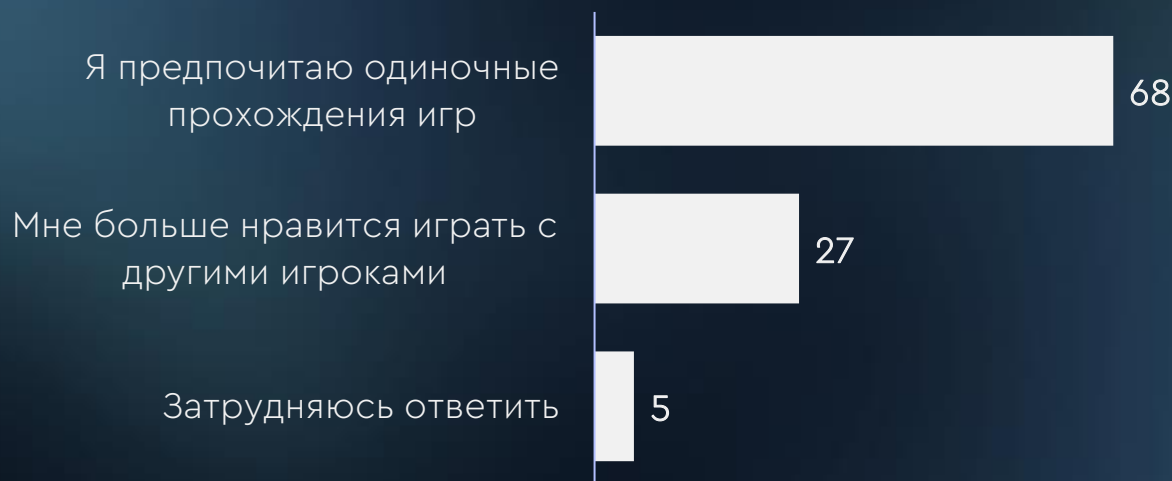 Я предпочитаю одиночные
прохождения игр
68
Мне больше нравится играть с
другими игроками
27
Затрудняюсь ответить
5